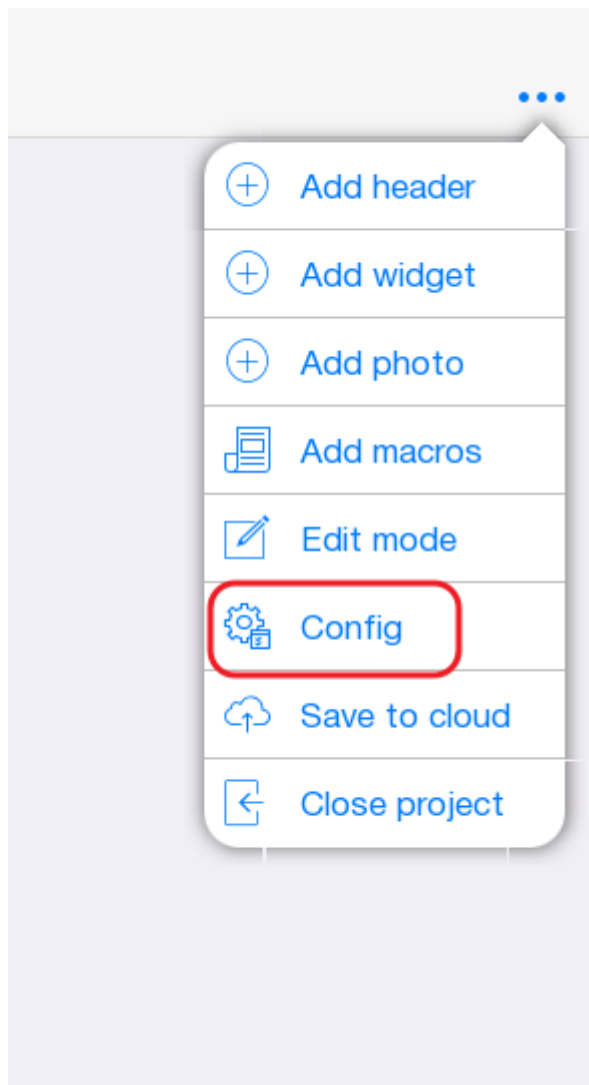 Add header
Add widget
Add photo
Add macros
Edit mode
Config
Save to cloud
Close project